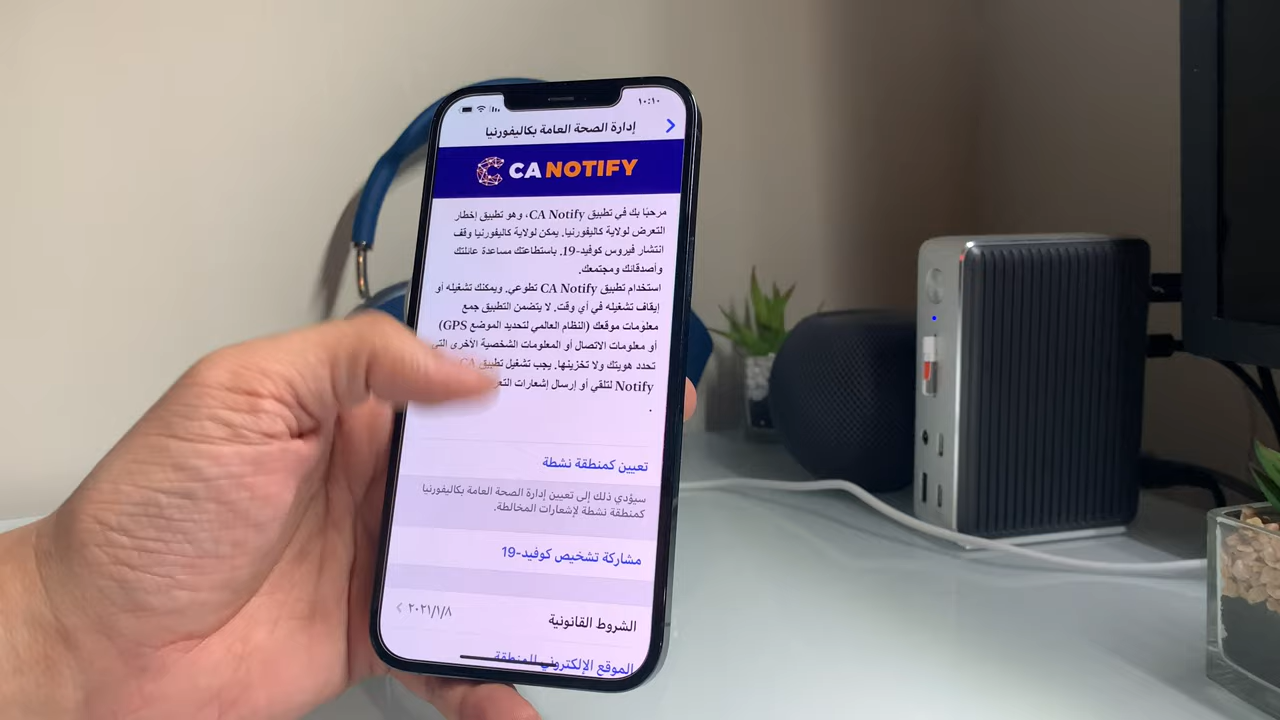 ١٠:١٠
إدارة الصحة العامة بكاليفورنيا
CA NOTIFY
مرحبًا بك في تطبيق CA Notify، وهو تطبيق إخطار
التعرض لولاية كاليفورنيا. يمكن لولاية كاليفورنيا وقف
انتشار فيروس كوفيد-19. باستطاعتك مساعدة عائلتك
وأصدقائك ومجتمعك.
استخدام تطبيق CA Notify تطوعي. ويمكنك تشغيله أو
إيقاف تشغيله في أي وقت. لا يتضمن التطبيق جمع
معلومات موقعك (النظام العالمي لتحديد الموضع GPS)
أو معلومات الاتصال أو المعلومات الشخصية الأخرى التي
تحدد هويتك ولا تخزينها. يجب تشغيل تطبيق CA
Notify لتلقي أو إرسال إشعارات
.
تعيين كمنطقة نشطة
سيؤدي ذلك إلى تعيين إدارة الصحة العامة بكاليفورنيا
كمنطقة نشطة لإشعارات المخالطة.
مشاركة تشخيص كوفيد-19
الشروط القانونية ٢٠٢١/١/٨
الموقع الإلكتروني للمنطقة